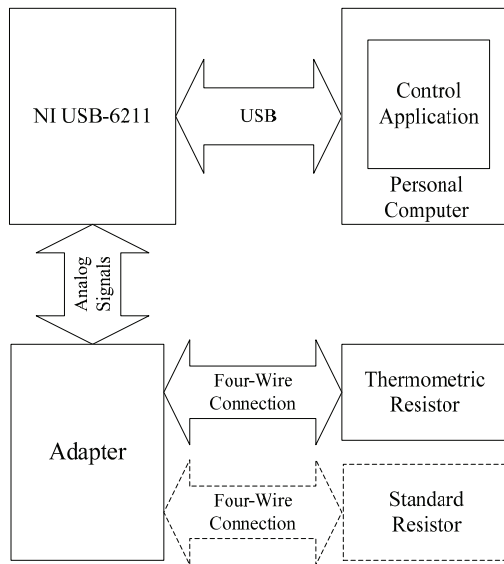 NI USB-6211
USB
Control
Application
Personal
Computer
Analog
Signals
Four-Wire
Connection
Thermometric
Resistor
Adapter
Four-Wire
Connection
Standard
Resistor